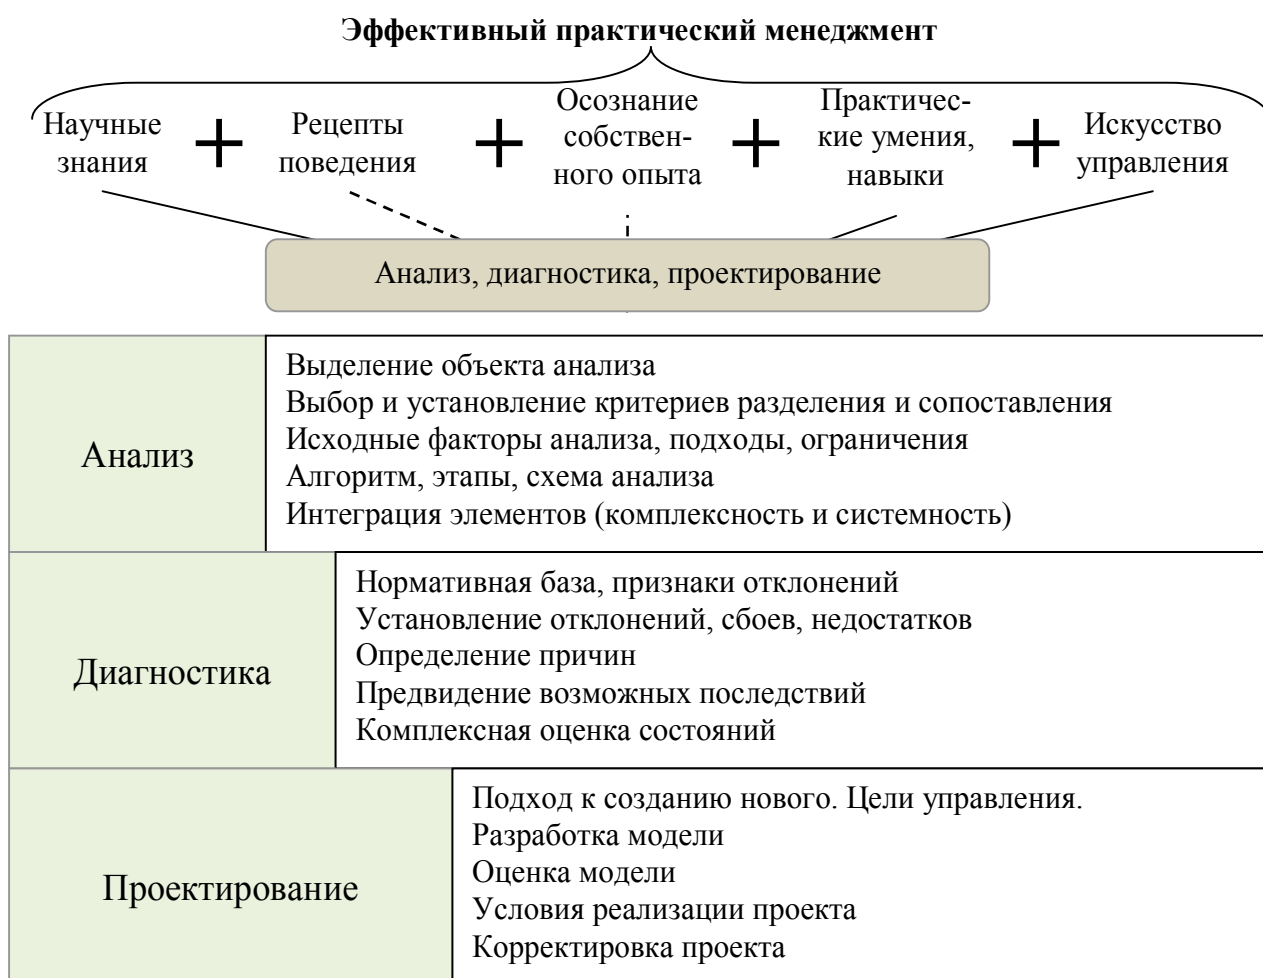 Эффективный практический менеджмент
Научные
знания
+
Рецепты
поведения
+
Осознание
собствен-
ного опыта
+
Практичес-
кие умения,
навыки
+
Искусство
управления
Анализ, диагностика, проектирование
Анализ
Выделение объекта анализа
Выбор и установление критериев разделения и сопоставления
Исходные факторы анализа, подходы, ограничения
Алгоритм, этапы, схема анализа
Интеграция элементов (комплексность и системность)
Диагностика
Нормативная база, признаки отклонений
Установление отклонений, сбоев, недостатков
Определение причин
Предвидение возможных последствий
Комплексная оценка состояний
Проектирование
Подход к созданию нового. Цели управления.
Разработка модели
Оценка модели
Условия реализации проекта
Корректировка проекта